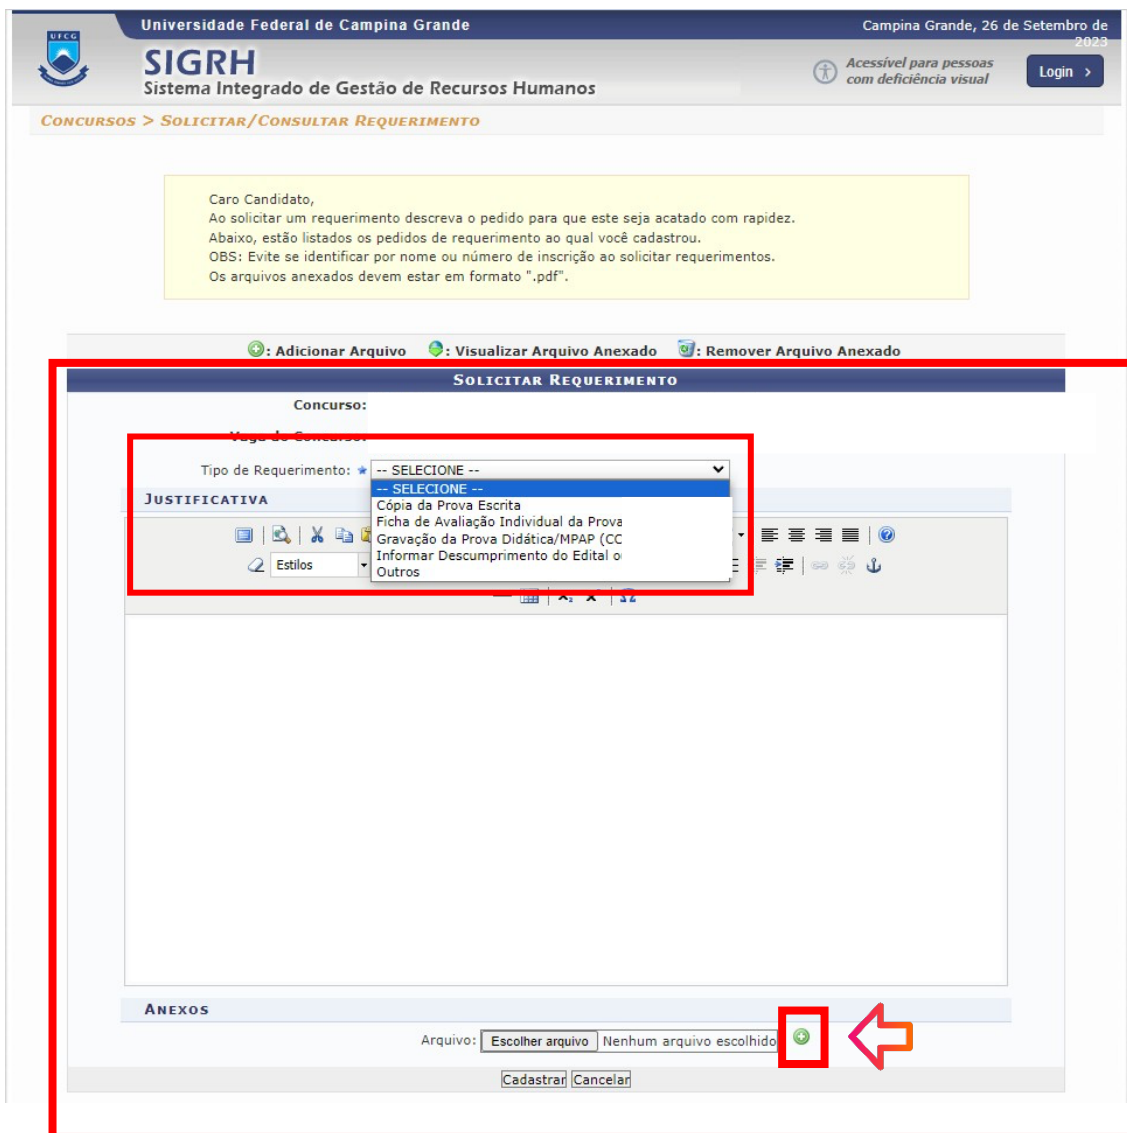 UFCG
Universidade Federal de Campina Grande
Campina Grande, 26 de Setembro de 2023
SIGRH
Sistema Integrado de Gestão de Recursos Humanos
Acessível para pessoas
com deficiência visual
Login >
CONCURSOS > SOLICITAR/CONSULTAR REQUERIMENTO
Caro Candidato,
Ao solicitar um requerimento descreva o pedido para que este seja acatado com rapidez.
Abaixo, estão listados os pedidos de requerimento ao qual você cadastrou.
OBS: Evite se identificar por nome ou número de inscrição ao solicitar requerimentos.
Os arquivos anexados devem estar em formato ".pdf".
: Adicionar Arquivo : Visualizar Arquivo Anexado : Remover Arquivo Anexado
SOLICITAR REQUERIMENTO
Concurso:
Vaga do Concurso:
Tipo de Requerimento: -- SELECIONE --
-- SELECIONE --
JUSTIFICATIVA
Cópia da Prova Escrita
Ficha de Avaliação Individual da Prova
Gravação da Prova Didática/MPAP (CC
Informar Descumprimento do Edital o
Outros
Estilos
ANEXOS
Arquivo: Escolher arquivo Nenhum arquivo escolhido
Cadastrar Cancelar